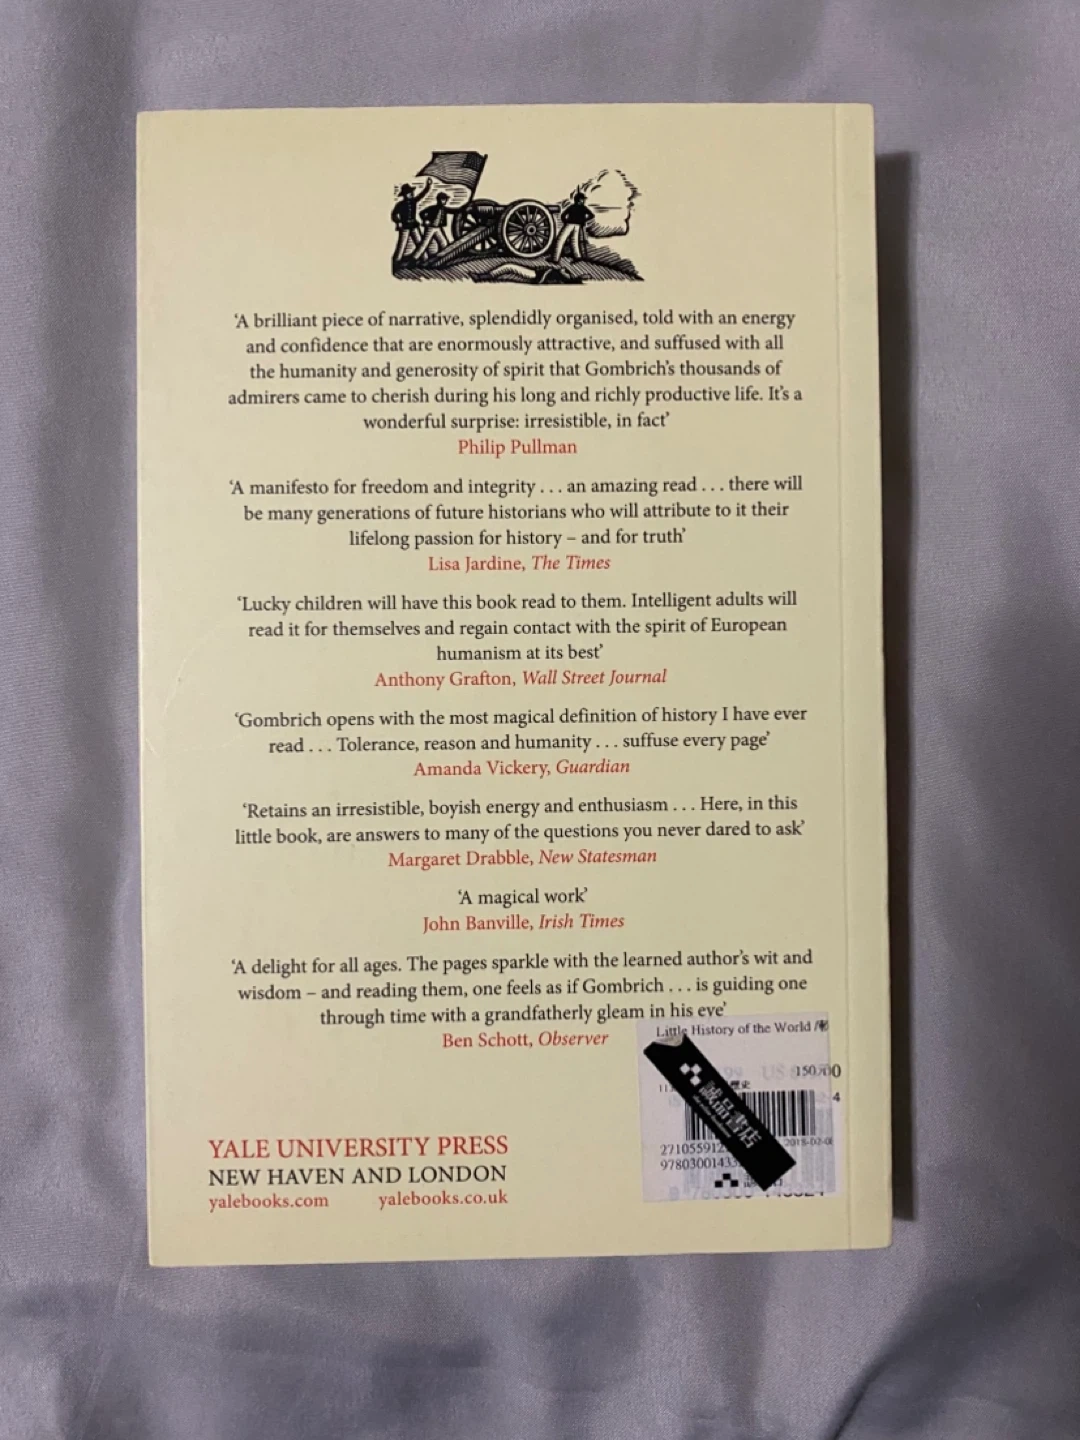 ‘A brilliant piece of narrative, splendidly organised, told with an energy
and confidence that are enormously attractive, and suffused with all
the humanity and generosity of spirit that Gombrich’s thousands of
admirers came to cherish during his long and richly productive life. It’s a
wonderful surprise: irresistible, in fact’
Philip Pullman
‘A manifesto for freedom and integrity . . . an amazing read . . . there will
be many generations of future historians who will attribute to it their
lifelong passion for history – and for truth’
Lisa Jardine, The Times
‘Lucky children will have this book read to them. Intelligent adults will
read it for themselves and regain contact with the spirit of European
humanism at its best’
Anthony Grafton, Wall Street Journal
‘Gombrich opens with the most magical definition of history I have ever
read . . . Tolerance, reason and humanity . . . suffuse every page’
Amanda Vickery, Guardian
‘Retains an irresistible, boyish energy and enthusiasm . . . Here, in this
little book, are answers to many of the questions you never dared to ask’
Margaret Drabble, New Statesman
‘A magical work’
John Banville, Irish Times
‘A delight for all ages. The pages sparkle with the learned author’s wit and
wisdom – and reading them, one feels as if Gombrich . . . is guiding one
through time with a grandfatherly gleam in his eye’
Ben Schott, Observer
Little History of the World
誠品書店
YALE UNIVERSITY PRESS
NEW HAVEN AND LONDON
yalebooks.com yalebooks.co.uk